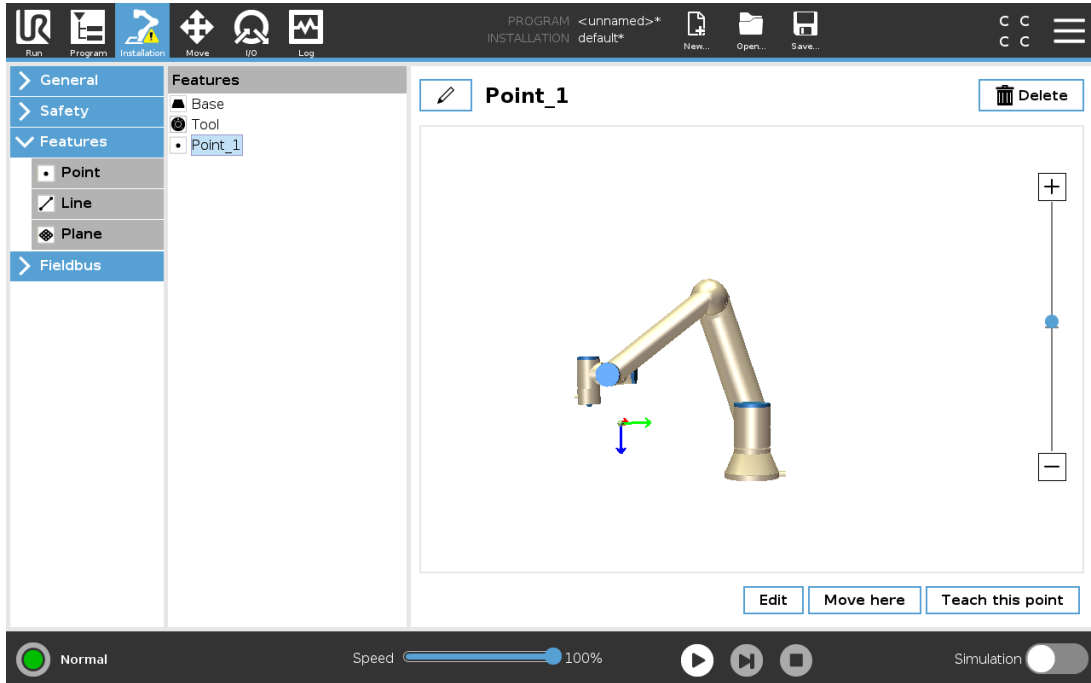 UR
Run
Program
Installation
Move
I/O
Log
PROGRAM <unnamed>*
INSTALLATION default*
New...
Open...
Save...
C C
C C
General
Safety
Features
Point
Line
Plane
Fieldbus
Features
Base
Tool
Point_1
Point_1
Delete
Edit
Move here
Teach this point
Normal
Speed
100%
Simulation